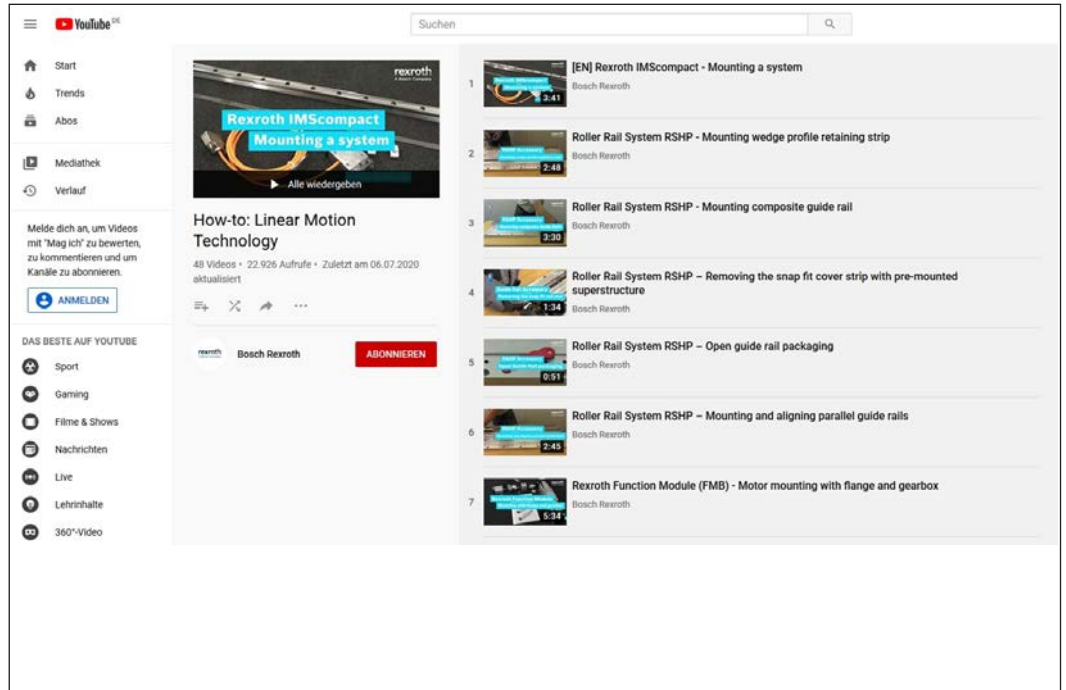 YouTube DE
Suchen
Start
Trends
Abos
Mediathek
Verlauf
Melde dich an, um Videos
mit "Mag ich" zu bewerten,
zu kommentieren und um
Kanäle zu abonnieren.
ANMELDEN
DAS BESTE AUF YOUTUBE
Sport
Gaming
Filme & Shows
Nachrichten
Live
Lehrinhalte
360°-Video
rexroth
A Bosch Company
Rexroth IMScompact
Mounting a system
Alle wiedergeben
How-to: Linear Motion
Technology
48 Videos • 22.926 Aufrufe • Zuletzt am 06.07.2020
aktualisiert
rexroth
Bosch Rexroth
ABONNIEREN
1
3:41
[EN] Rexroth IMScompact - Mounting a system
Bosch Rexroth
2
2:48
Roller Rail System RSHP - Mounting wedge profile retaining strip
Bosch Rexroth
3
3:30
Roller Rail System RSHP - Mounting composite guide rail
Bosch Rexroth
4
1:34
Roller Rail System RSHP – Removing the snap fit cover strip with pre-mounted
superstructure
Bosch Rexroth
5
0:51
Roller Rail System RSHP – Open guide rail packaging
Bosch Rexroth
6
2:45
Roller Rail System RSHP – Mounting and aligning parallel guide rails
Bosch Rexroth
7
5:34
Rexroth Function Module (FMB) - Motor mounting with flange and gearbox
Bosch Rexroth